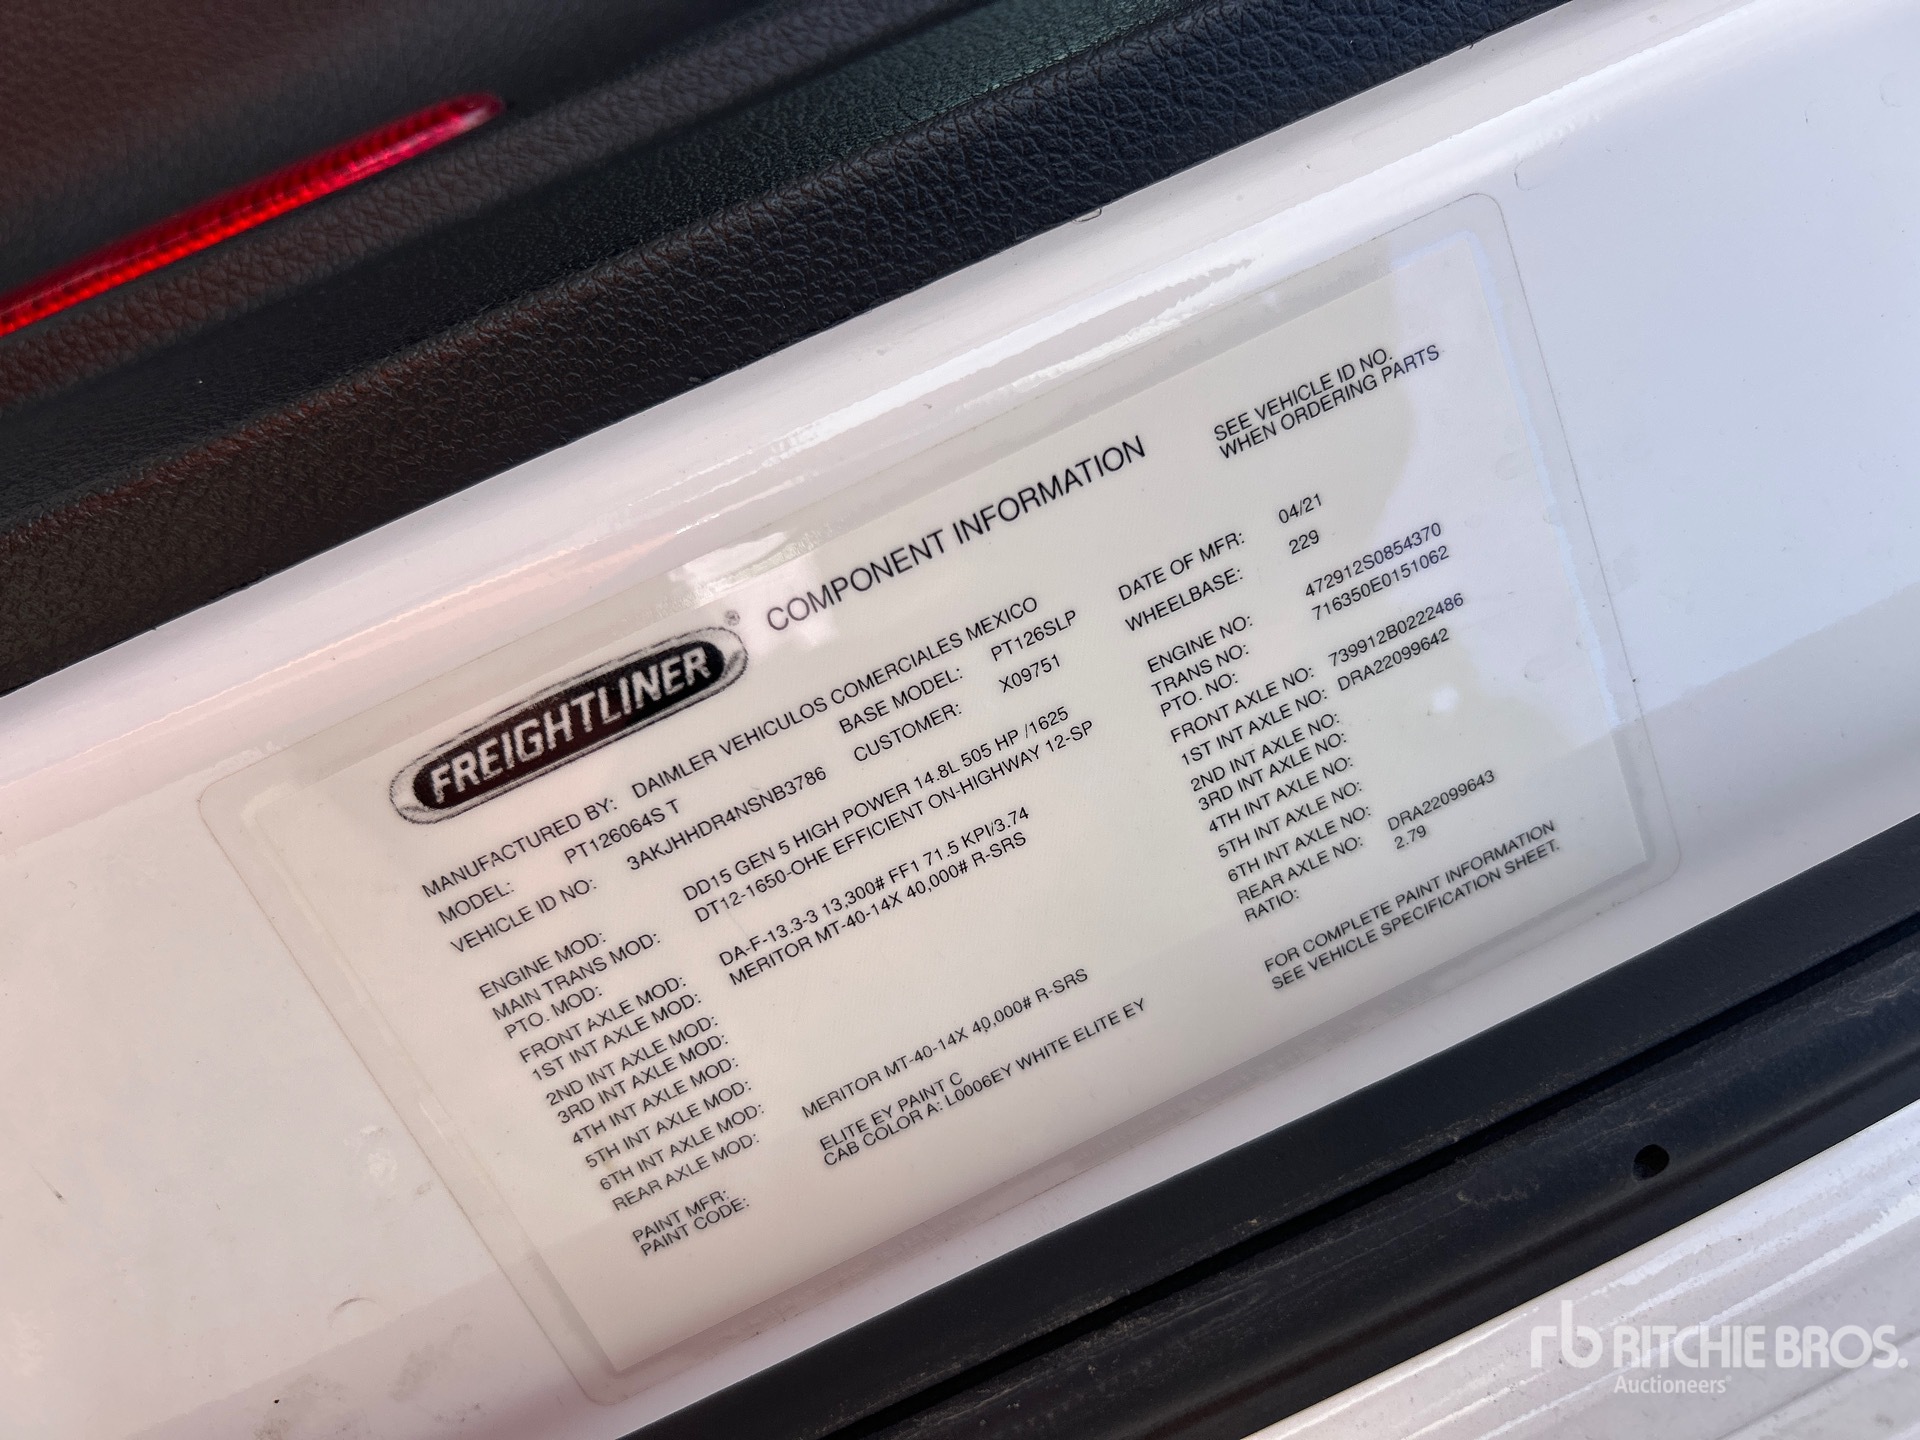 FREIGHTLINER ®
COMPONENT INFORMATION
SEE VEHICLE ID NO.
WHEN ORDERING PARTS
MANUFACTURED BY: DAIMLER VEHICULOS COMERCIALES MEXICO
MODEL: PT126064S T
BASE MODEL: PT126SLP
VEHICLE ID NO: 3AKJHHDR4NSNB3786
CUSTOMER: X09751
DATE OF MFR: 04/21
WHEELBASE: 229
ENGINE MOD: DD15 GEN 5 HIGH POWER 14.8L 505 HP /1625
MAIN TRANS MOD: DT12-1650-OHE EFFICIENT ON-HIGHWAY 12-SP
PTO. MOD:
FRONT AXLE MOD: DA-F-13.3-3 13,300# FF1 71.5 KPI/3.74
1ST INT AXLE MOD: MERITOR MT-40-14X 40,000# R-SRS
2ND INT AXLE MOD:
3RD INT AXLE MOD:
4TH INT AXLE MOD:
5TH INT AXLE MOD:
6TH INT AXLE MOD:
REAR AXLE MOD: MERITOR MT-40-14X 40,000# R-SRS
PAINT MFR: ELITE EY PAINT C
PAINT CODE: CAB COLOR A: L0006EY WHITE ELITE EY
ENGINE NO: 472912S0854370
TRANS NO: 716350E0151062
PTO. NO:
FRONT AXLE NO: 739912B0222486
1ST INT AXLE NO: DRA22099642
2ND INT AXLE NO:
3RD INT AXLE NO:
4TH INT AXLE NO:
5TH INT AXLE NO:
6TH INT AXLE NO:
REAR AXLE NO: DRA22099643
RATIO: 2.79
FOR COMPLETE PAINT INFORMATION
SEE VEHICLE SPECIFICATION SHEET.
rb RITCHIE BROS.
Auctioneers